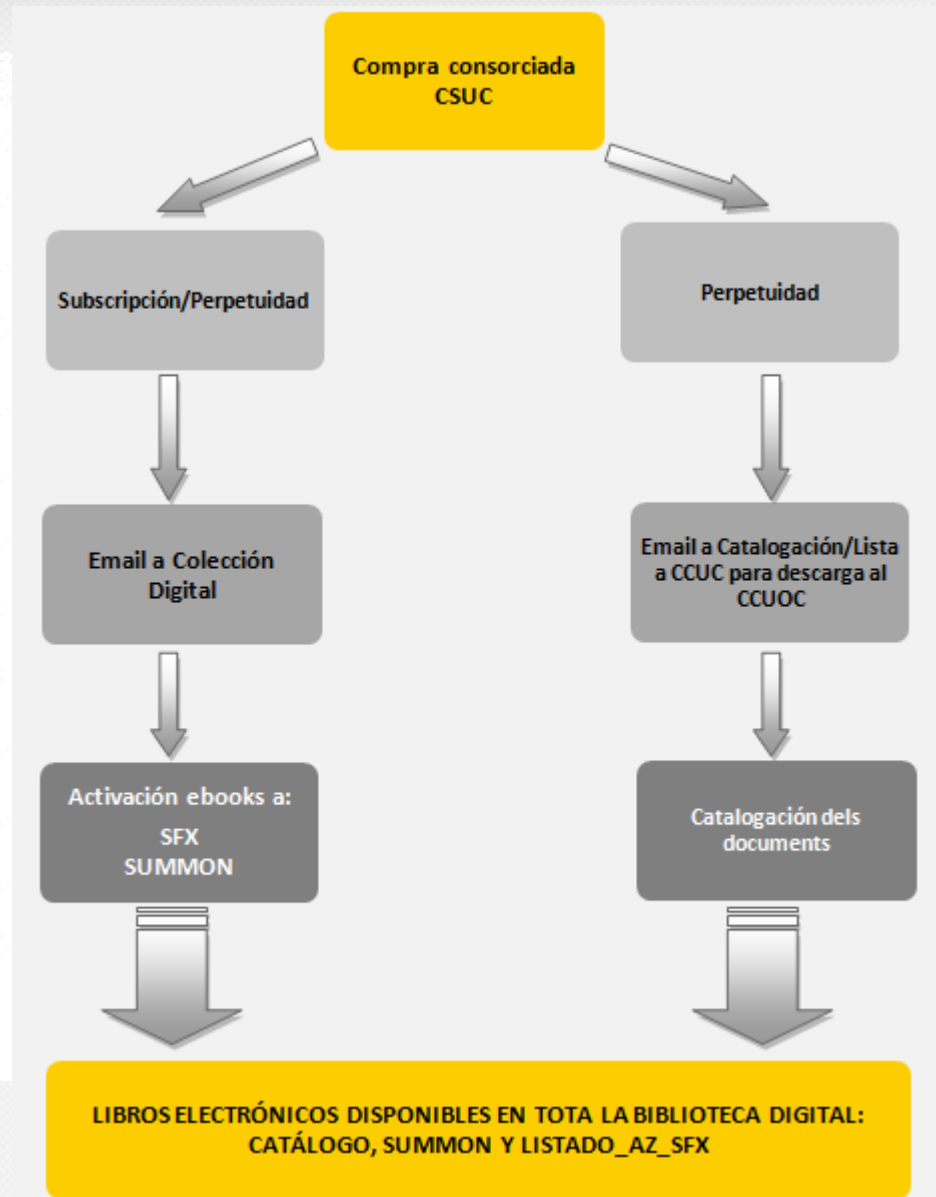 Compra consorciada
CSUC
Subscripción/Perpetuidad
Perpetuidad
Email a Colección
Digital
Email a Catalogación/Lista
a CCUC para descarga al
CCUOC
Activación ebooks a:
SFX
SUMMON
Catalogación dels
documents
LIBROS ELECTRÓNICOS DISPONIBLES EN TOTA LA BIBLIOTECA DIGITAL:
CATÁLOGO, SUMMON Y LISTADO_AZ_SFX